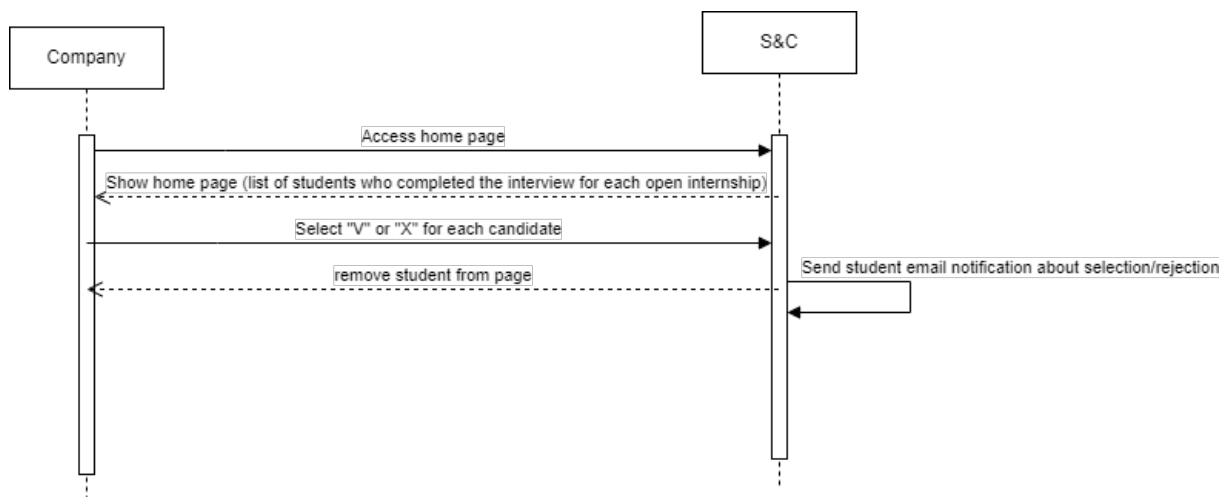 Company
S&C
Access home page
Show home page (list of students who completed the interview for each open internship)
Select "V" or "X" for each candidate
Send student email notification about selection/rejection
remove student from page